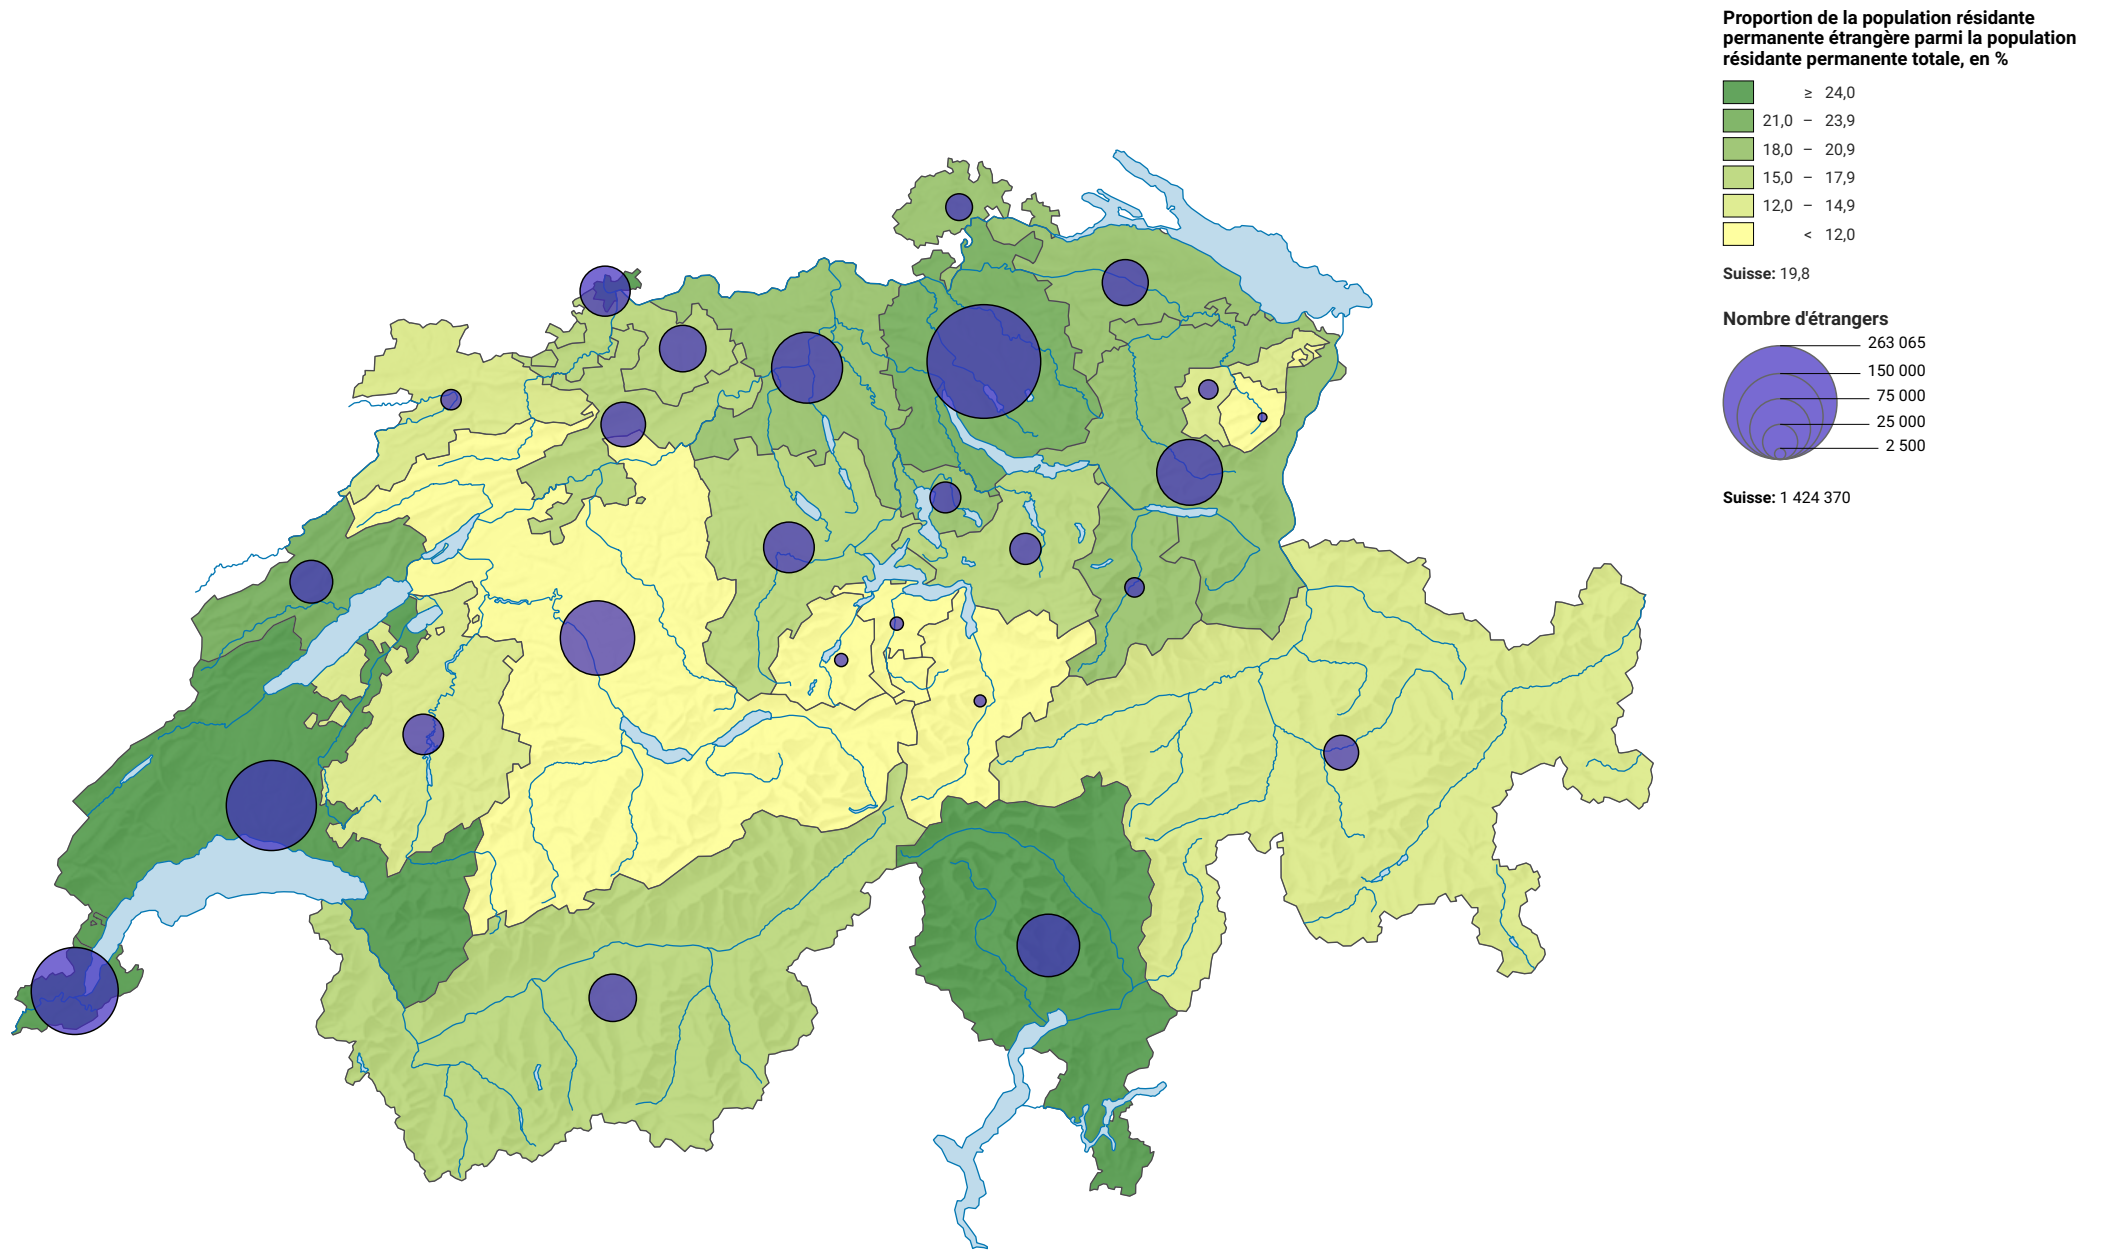 Proportion de la population résidante
permanente étrangère parmi la population
résidante permanente totale, en %
≥ 24,0
21,0 – 23,9
18,0 – 20,9
15,0 – 17,9
12,0 – 14,9
< 12,0
Suisse: 19,8
Nombre d'étrangers
263 065
150 000
75 000
25 000
2 500
Suisse: 1 424 370